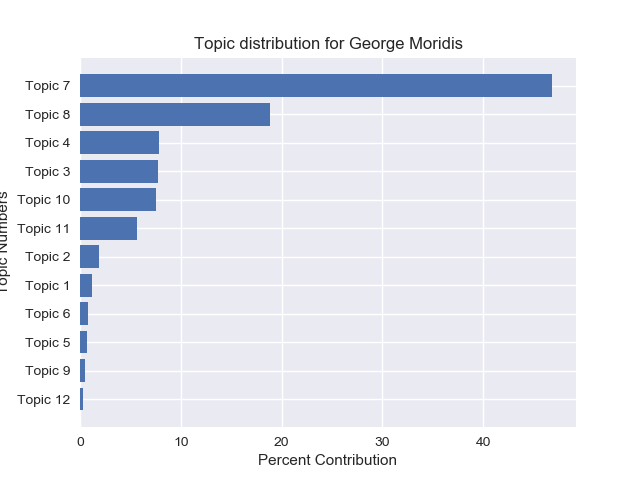 Topic distribution for George Moridis
Topic Numbers
Topic 7
Topic 8
Topic 4
Topic 3
Topic 10
Topic 11
Topic 2
Topic 1
Topic 6
Topic 5
Topic 9
Topic 12
0 10 20 30 40
Percent Contribution